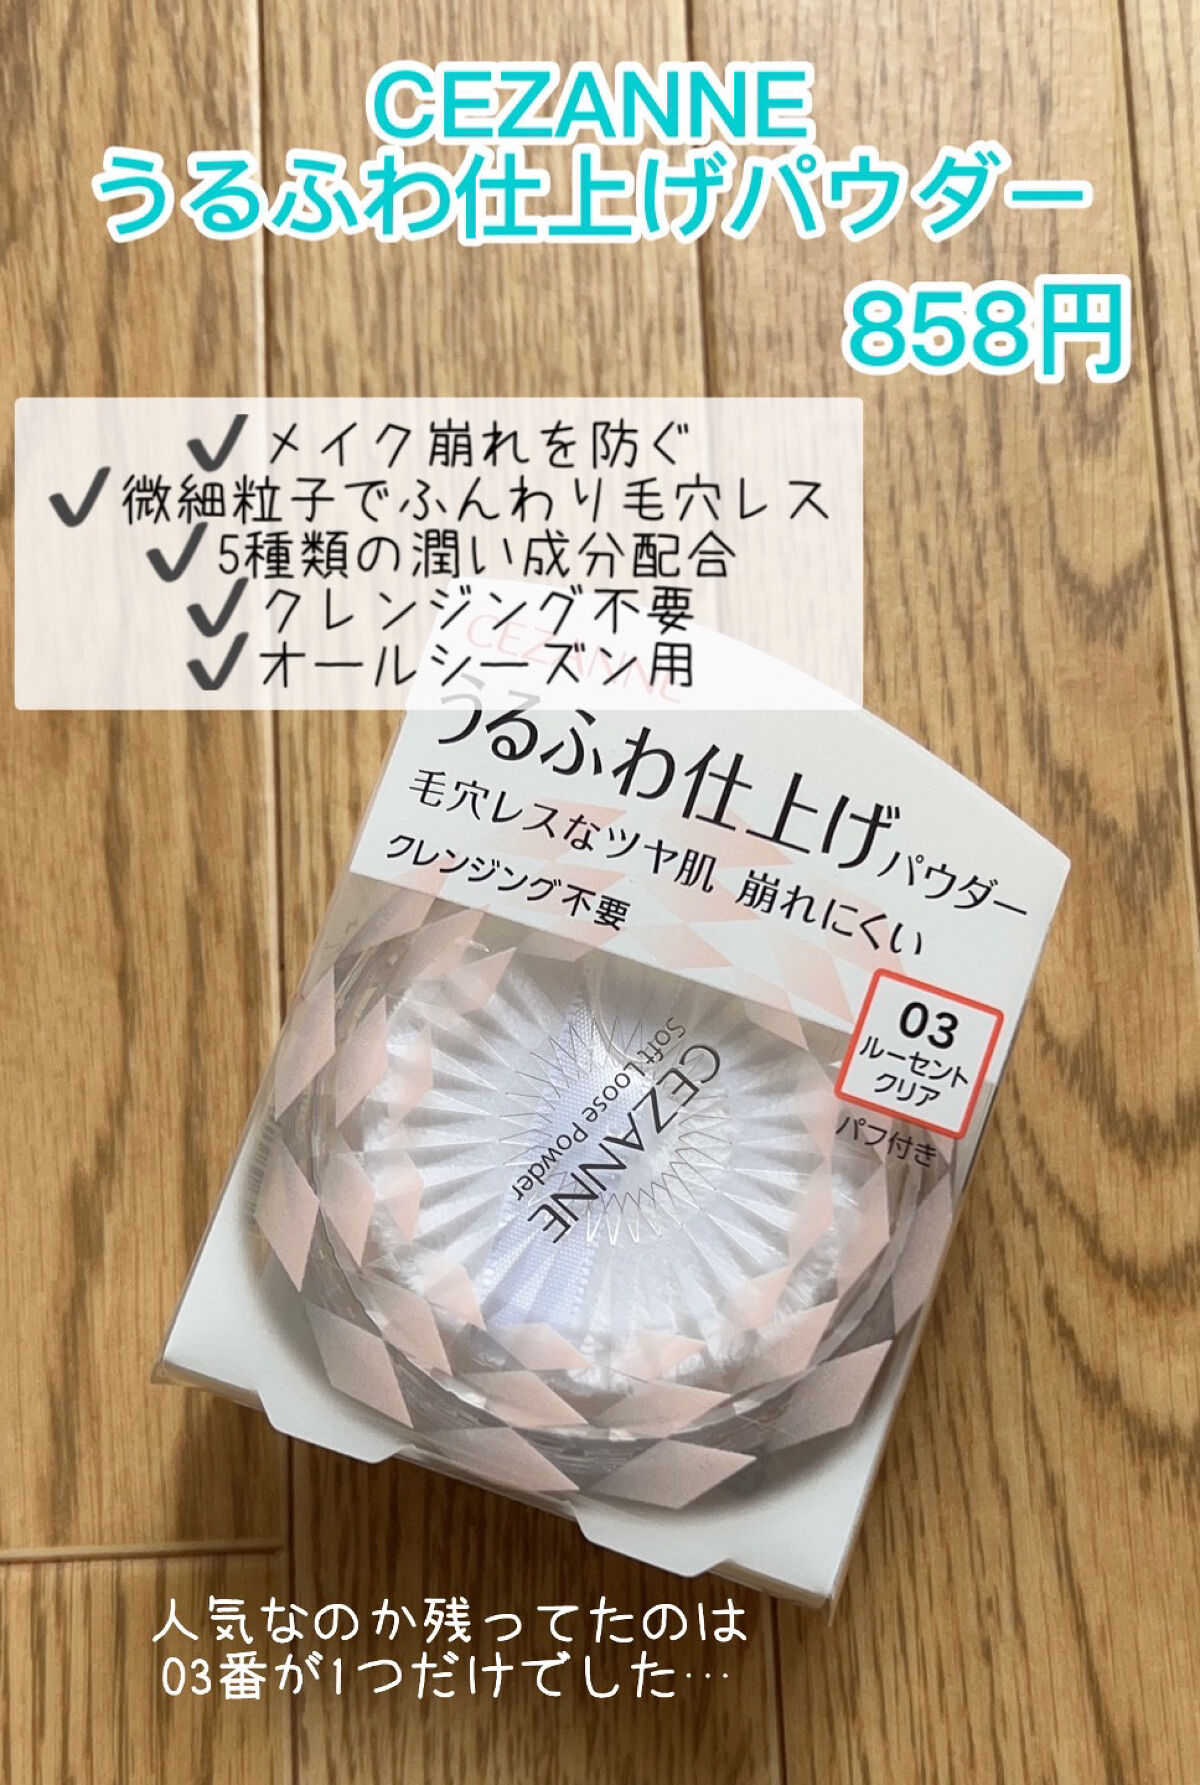 CEZANNE
うるふわ仕上げパウダー
858円
✔メイク崩れを防ぐ
✔微細粒子でふんわり毛穴レス
✔5種類の潤い成分配合
✔クレンジング不要
✔オールシーズン用
CEZANNE
うるふわ仕上げパウダー
毛穴レスなツヤ肌 崩れにくい
クレンジング不要
03
ルーセント
クリア
パフ付き
CEZANNE
Soft Loose Powder
人気なのか残ってたのは
03番が1つだけでした…